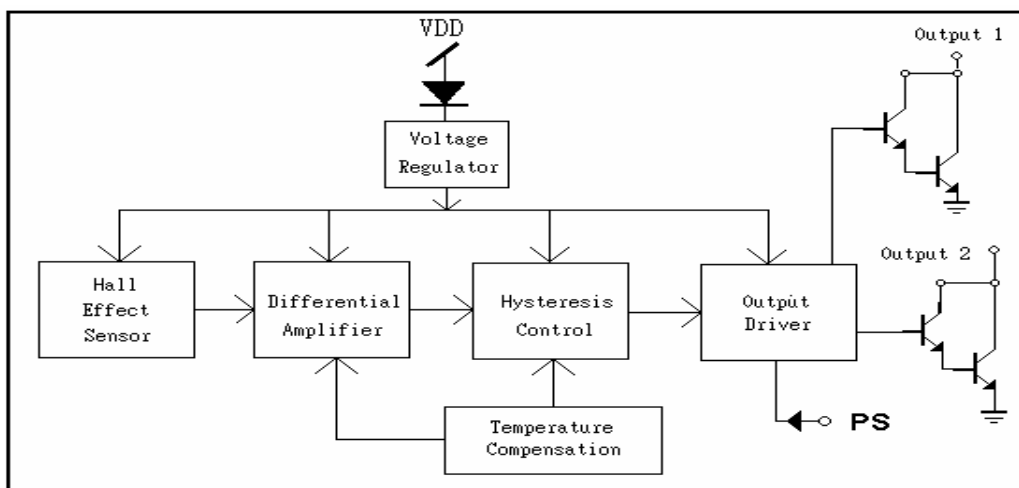 VDD
Output 1
Voltage
Regulator
Output 2
Hall
Effect
Sensor
Differential
Amplifier
Hysteresis
Control
Output
Driver
Temperature
Compensation
PS